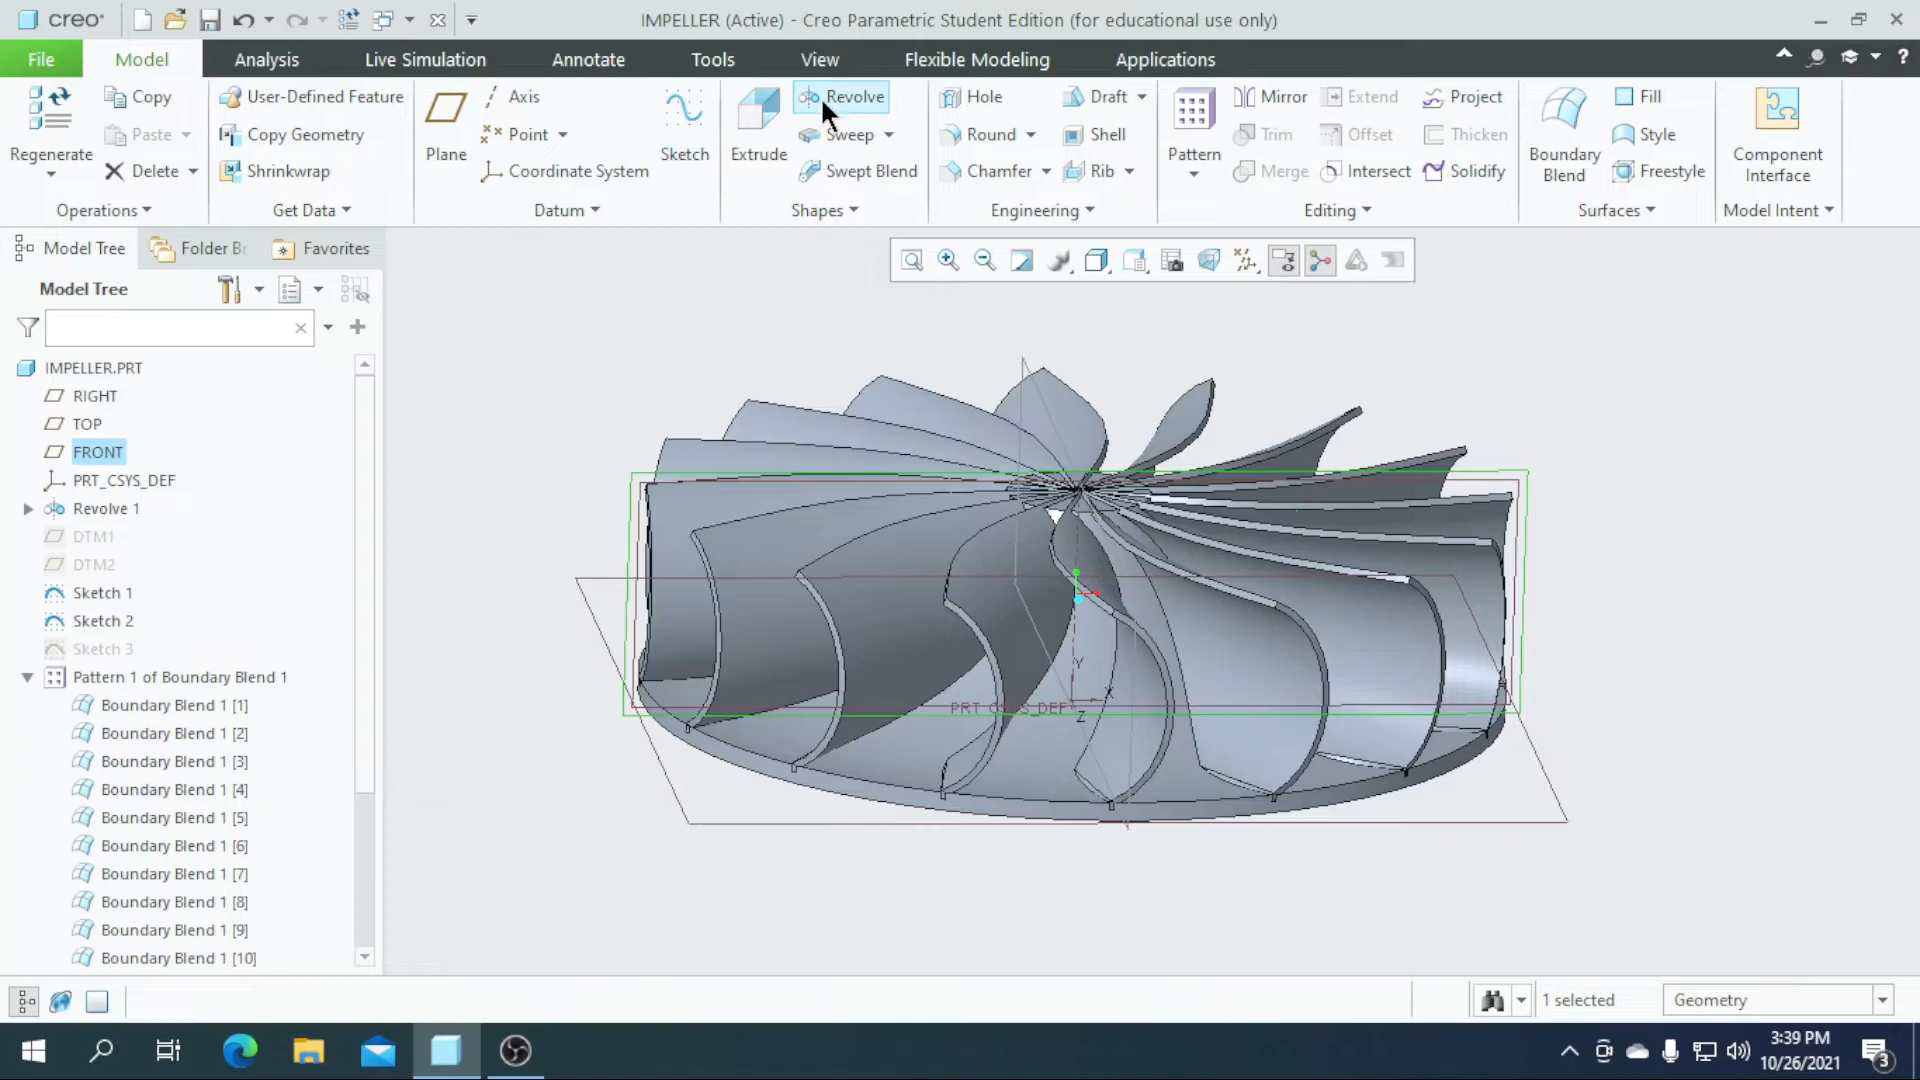 creo®
IMPELLER (Active) - Creo Parametric Student Edition (for educational use only)
File
Model
Analysis
Live Simulation
Annotate
Tools
View
Flexible Modeling
Applications
Regenerate
Copy
Paste
Delete
Operations
User-Defined Feature
Copy Geometry
Shrinkwrap
Get Data
Plane
Axis
Point
Coordinate System
Sketch
Datum
Extrude
Revolve
Sweep
Swept Blend
Shapes
Hole
Round
Chamfer
Draft
Shell
Rib
Engineering
Pattern
Mirror
Trim
Merge
Extend
Offset
Intersect
Project
Thicken
Solidify
Editing
Boundary
Blend
Fill
Style
Freestyle
Surfaces
Component
Interface
Model Intent
Model Tree
Folder Br
Favorites
Model Tree
IMPELLER.PRT
RIGHT
TOP
FRONT
PRT_CSYS_DEF
Revolve 1
DTM1
DTM2
Sketch 1
Sketch 2
Sketch 3
Pattern 1 of Boundary Blend 1
Boundary Blend 1 [1]
Boundary Blend 1 [2]
Boundary Blend 1 [3]
Boundary Blend 1 [4]
Boundary Blend 1 [5]
Boundary Blend 1 [6]
Boundary Blend 1 [7]
Boundary Blend 1 [8]
Boundary Blend 1 [9]
Boundary Blend 1 [10]
Y
X
PRT_CSYS_DEF
Z
1 selected
Geometry
3:39 PM
10/26/2021
3